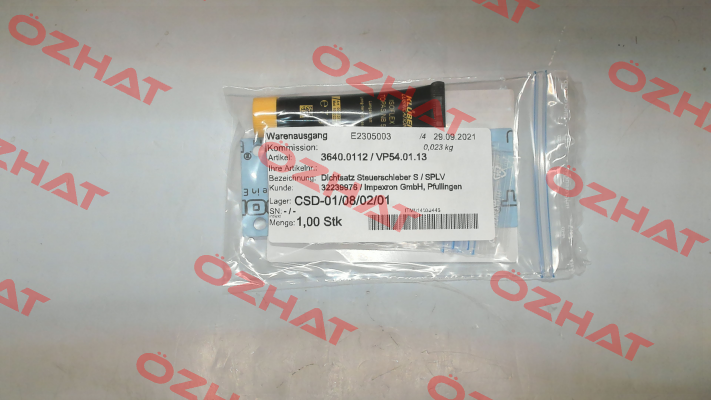 ÖZHAT
KLÜBER
Warenausgang E2305003 /4 29.09.2021
Kommission: 0,023 kg
Artikel: 3640.0112 / VP54.01.13
Ihre Artikelnr.:
Bezeichnung: Dichtsatz Steuerschieber S / SPLV
Kunde: 32239976 / Impexron GmbH, Pfullingen
Lager: CSD-01/08/02/01
SN: - / -
Menge: 1,00 Stk